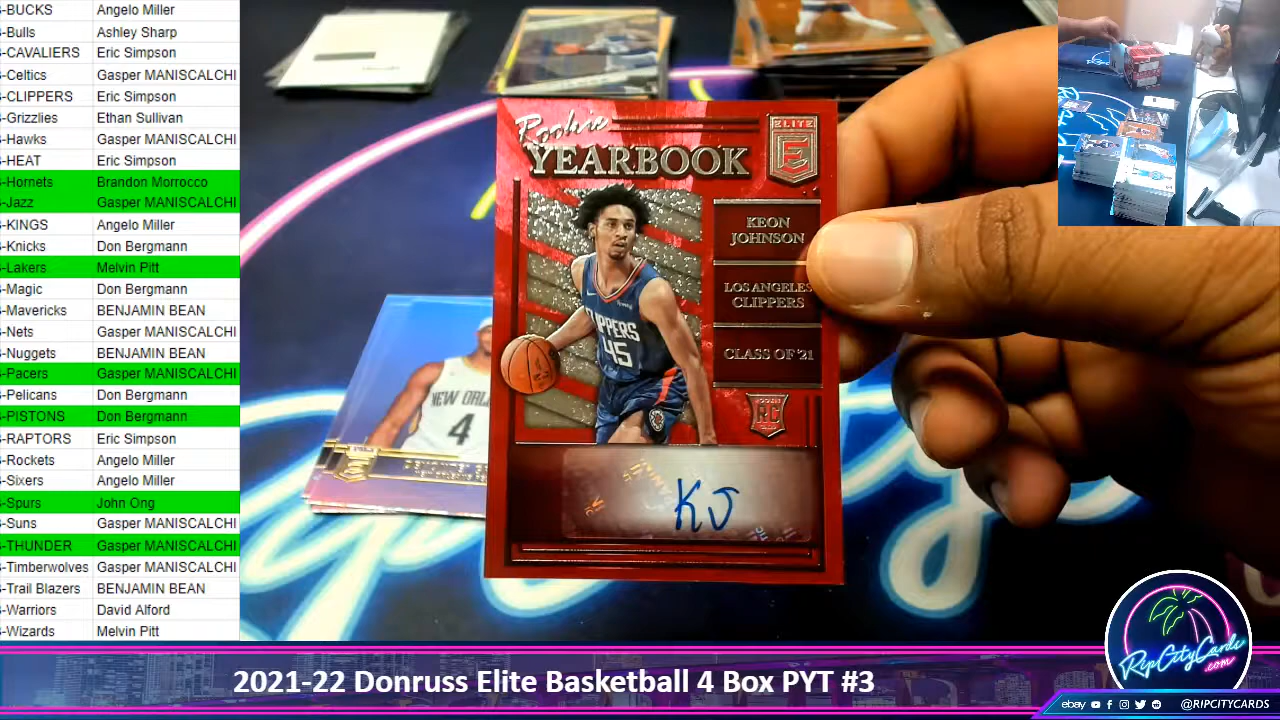 -BUCKS Angelo Miller
-Bulls Ashley Sharp
-CAVALIERS Eric Simpson
-Celtics Gasper MANISCALCHI
-CLIPPERS Eric Simpson
-Grizzlies Ethan Sullivan
-Hawks Gasper MANISCALCHI
-HEAT Eric Simpson
-Hornets Brandon Morrocco
-Jazz Gasper MANISCALCHI
-KINGS Angelo Miller
-Knicks Don Bergmann
-Lakers Melvin Pitt
-Magic Don Bergmann
-Mavericks BENJAMIN BEAN
-Nets Gasper MANISCALCHI
-Nuggets BENJAMIN BEAN
-Pacers Gasper MANISCALCHI
-Pelicans Don Bergmann
-PISTONS Don Bergmann
-RAPTORS Eric Simpson
-Rockets Angelo Miller
-Sixers Angelo Miller
-Spurs John Ong
-Suns Gasper MANISCALCHI
-THUNDER Gasper MANISCALCHI
-Timberwolves Gasper MANISCALCHI
-Trail Blazers BENJAMIN BEAN
-Warriors David Alford
-Wizards Melvin Pitt
Rookie
YEARBOOK
ELITE
E
KEON
JOHNSON
LOS ANGELES
CLIPPERS
CLASS OF '21
CLIPPERS
45
ROOKIE
RC
KJ
NEW ORL
4
RipCityCards
.com
2021-22 Donruss Elite Basketball 4 Box PYT #3
ebay @RIPCITYCARDS